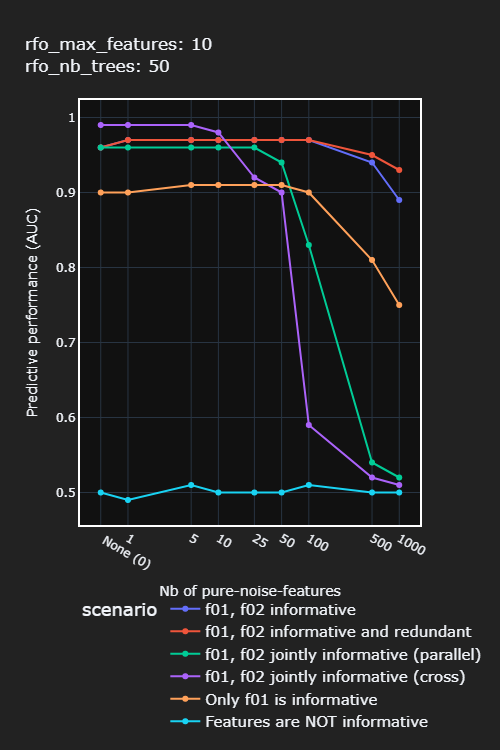 rfo_max_features: 10
rfo_nb_trees: 50
1
0.9
0.8
0.7
0.6
0.5
Predictive performance (AUC)
None (0)
1
5
10
25
50
100
500
1000
Nb of pure-noise-features
scenario
f01, f02 informative
f01, f02 informative and redundant
f01, f02 jointly informative (parallel)
f01, f02 jointly informative (cross)
Only f01 is informative
Features are NOT informative